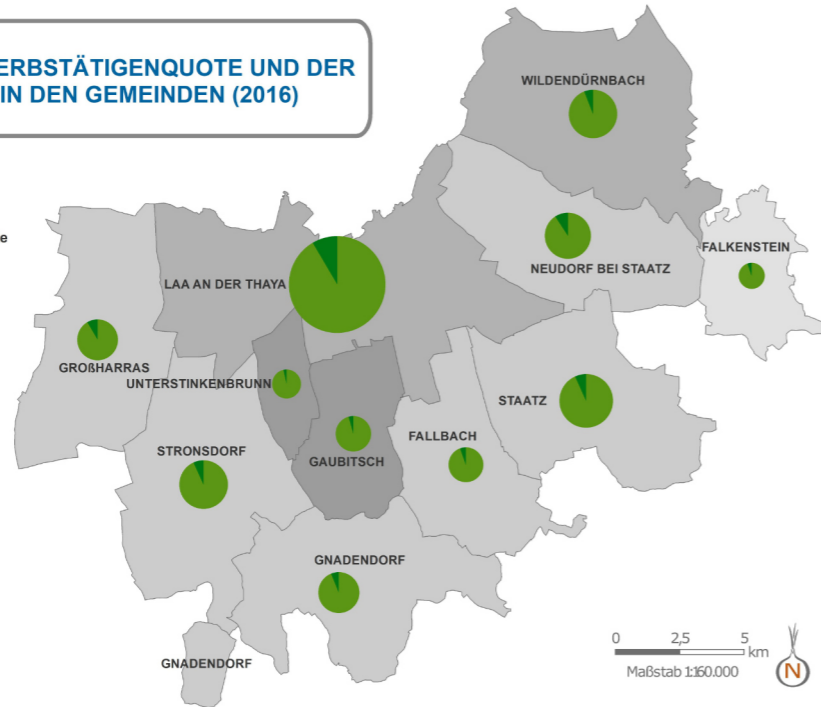 ERBSTÄTIGENQUOTE UND DER
IN DEN GEMEINDEN (2016)
WILDENDÜRNBACH
e
FALKENSTEIN
NEUDORF BEI STAATZ
LAA AN DER THAYA
GROßHARRAS
UNTERSTINKENBRUNN
STAATZ
FALLBACH
STRONSDORF
GAUBITSCH
GNADENDORF
0 2,5 5
km
Maßstab 1:160.000
N
GNADENDORF